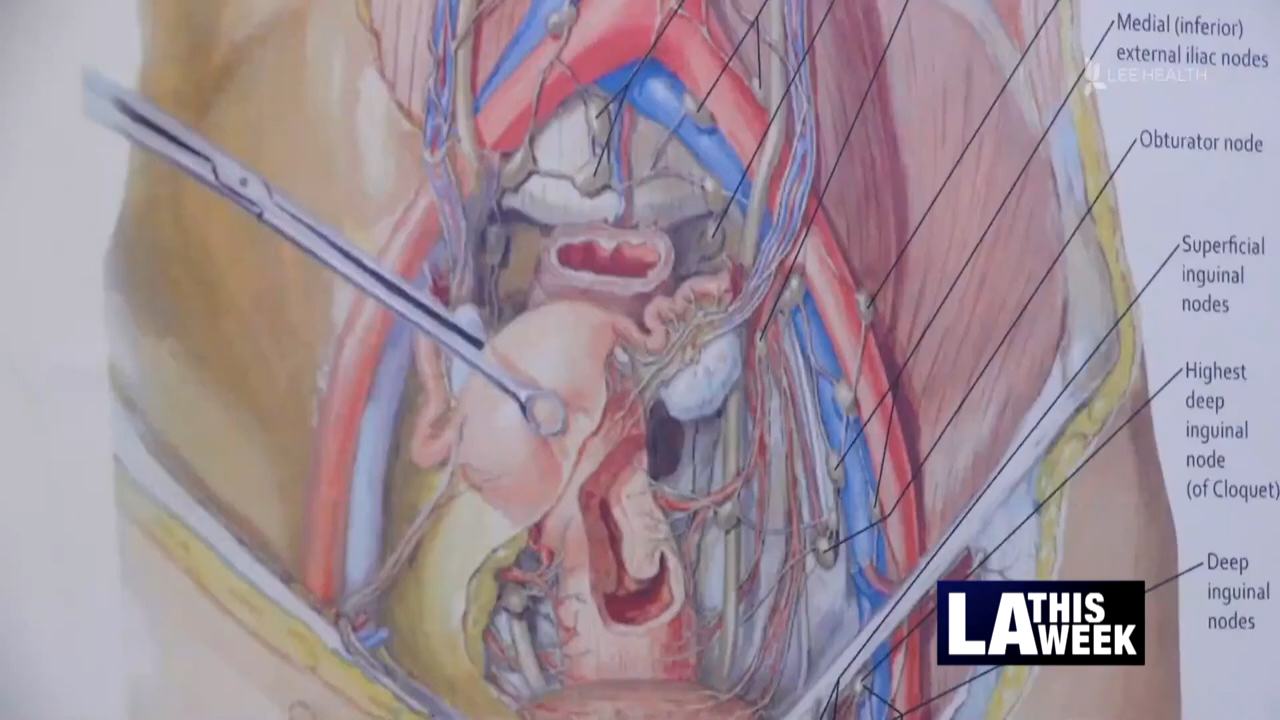 Medial (inferior)
external iliac nodes
LEE HEALTH
Obturator node
Superficial
inguinal
nodes
Highest
deep
inguinal
node
(of Cloquet)
Deep
inguinal
nodes
LA THIS
WEEK